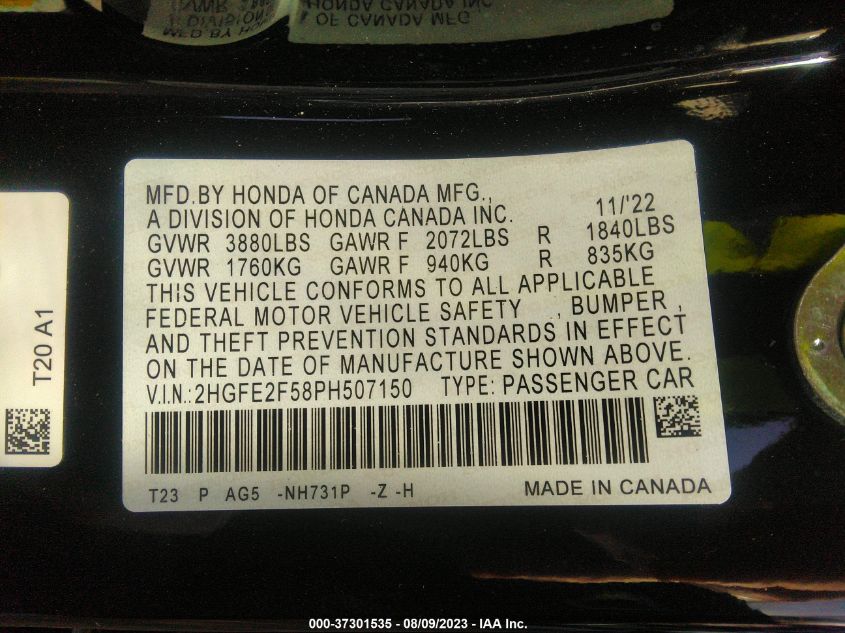 MFD.BY HONDA OF CANADA MFG.,
A DIVISION OF HONDA CANADA INC. 11/'22
GVWR 3880LBS GAWR F 2072LBS R 1840LBS
GVWR 1760KG GAWR F 940KG R 835KG
THIS VEHICLE CONFORMS TO ALL APPLICABLE
FEDERAL MOTOR VEHICLE SAFETY , BUMPER ,
AND THEFT PREVENTION STANDARDS IN EFFECT
ON THE DATE OF MANUFACTURE SHOWN ABOVE.
V.I.N.:2HGFE2F58PH507150 TYPE: PASSENGER CAR
T23 P AG5 -NH731P -Z -H MADE IN CANADA
T20 A1
000-37301535 - 08/09/2023 - IAA Inc.